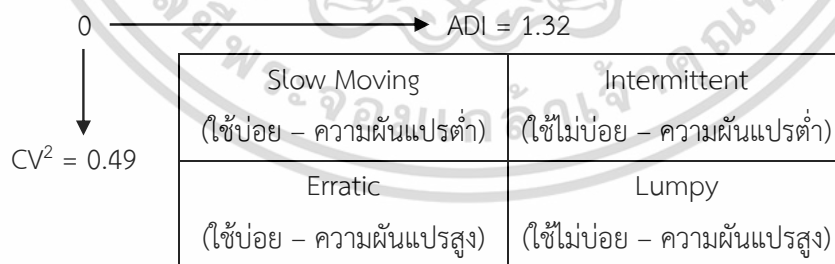 0 ADI = 1.32
Slow Moving Intermittent
(ใช้บ่อย – ความผันแปรต่ำ) (ใช้ไม่บ่อย – ความผันแปรต่ำ)
CV² = 0.49
Erratic Lumpy
(ใช้บ่อย – ความผันแปรสูง) (ใช้ไม่บ่อย – ความผันแปรสูง)